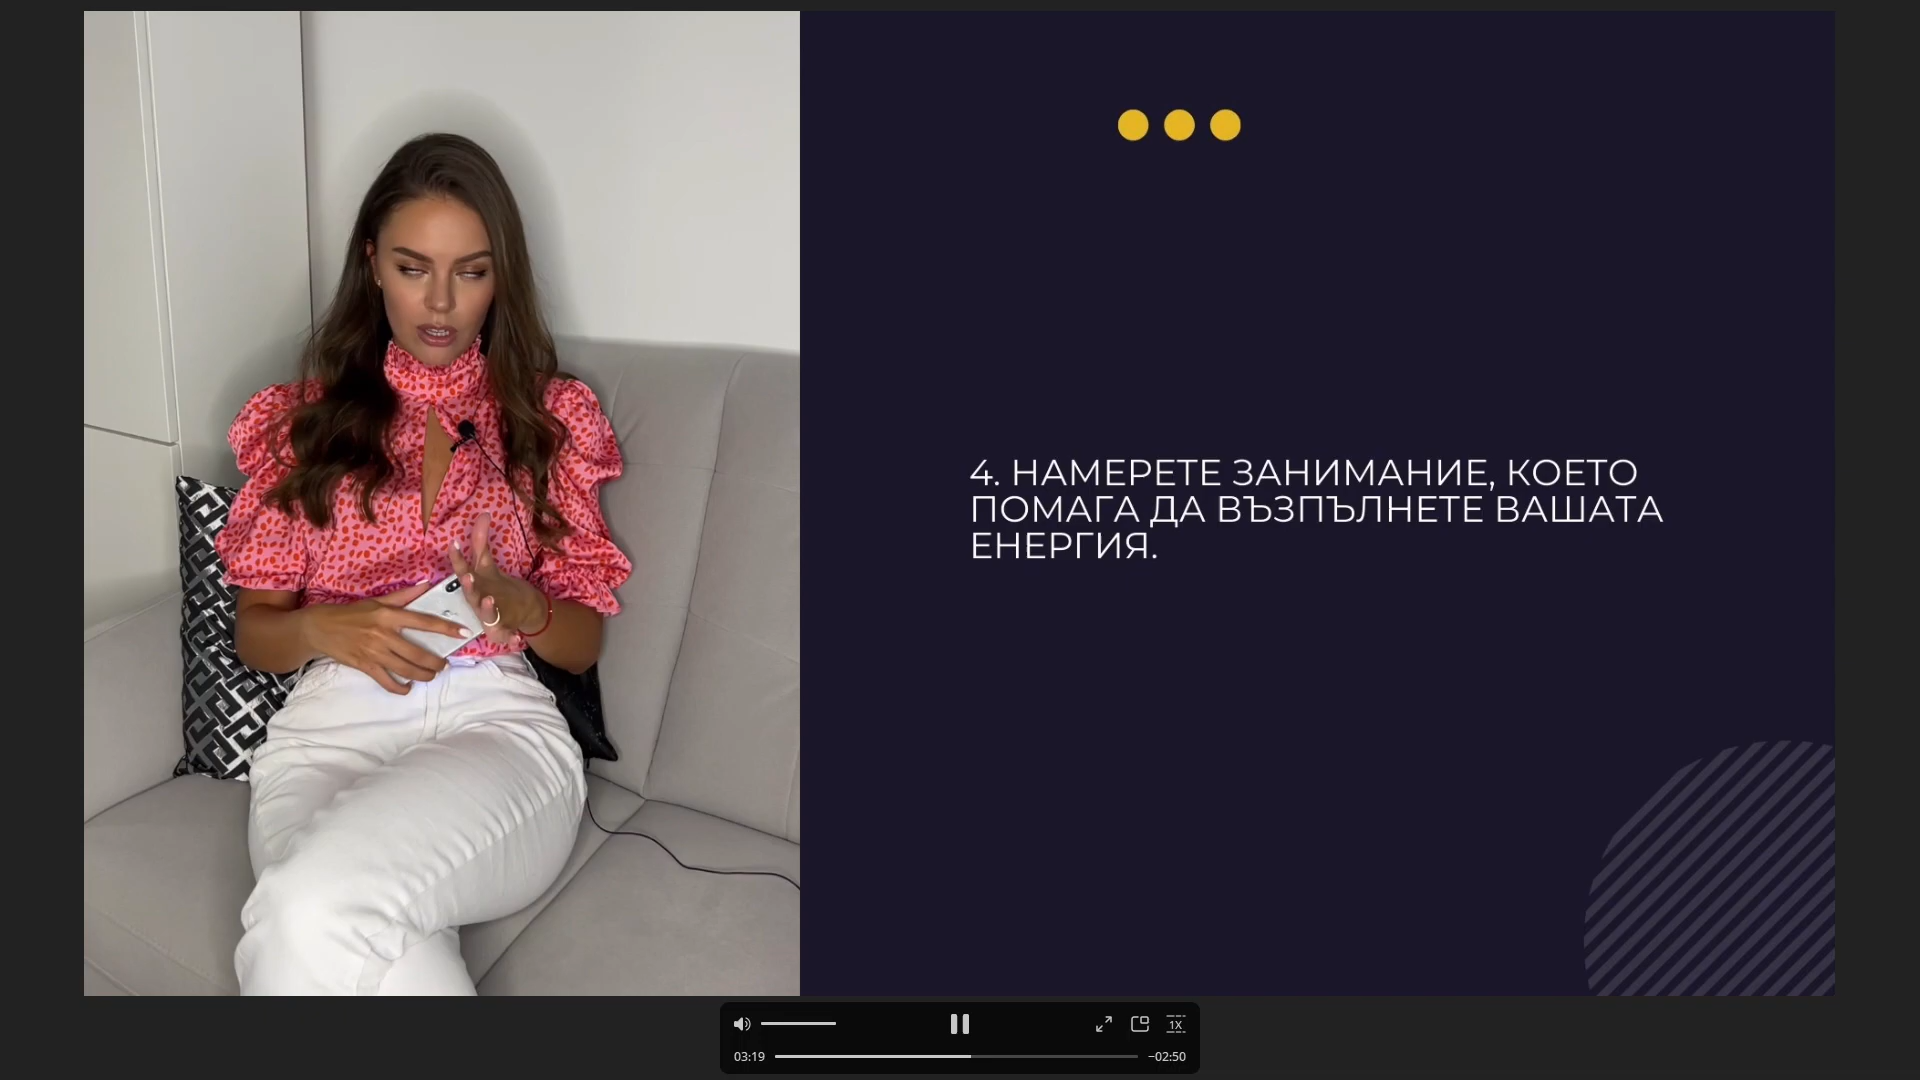 4. НАМЕРЕТЕ ЗАНИМАНИЕ, КОЕТО
ПОМАГА ДА ВЪЗПЪЛНЕТЕ ВАШАТА
ЕНЕРГИЯ.
1X
03:19
−02:50